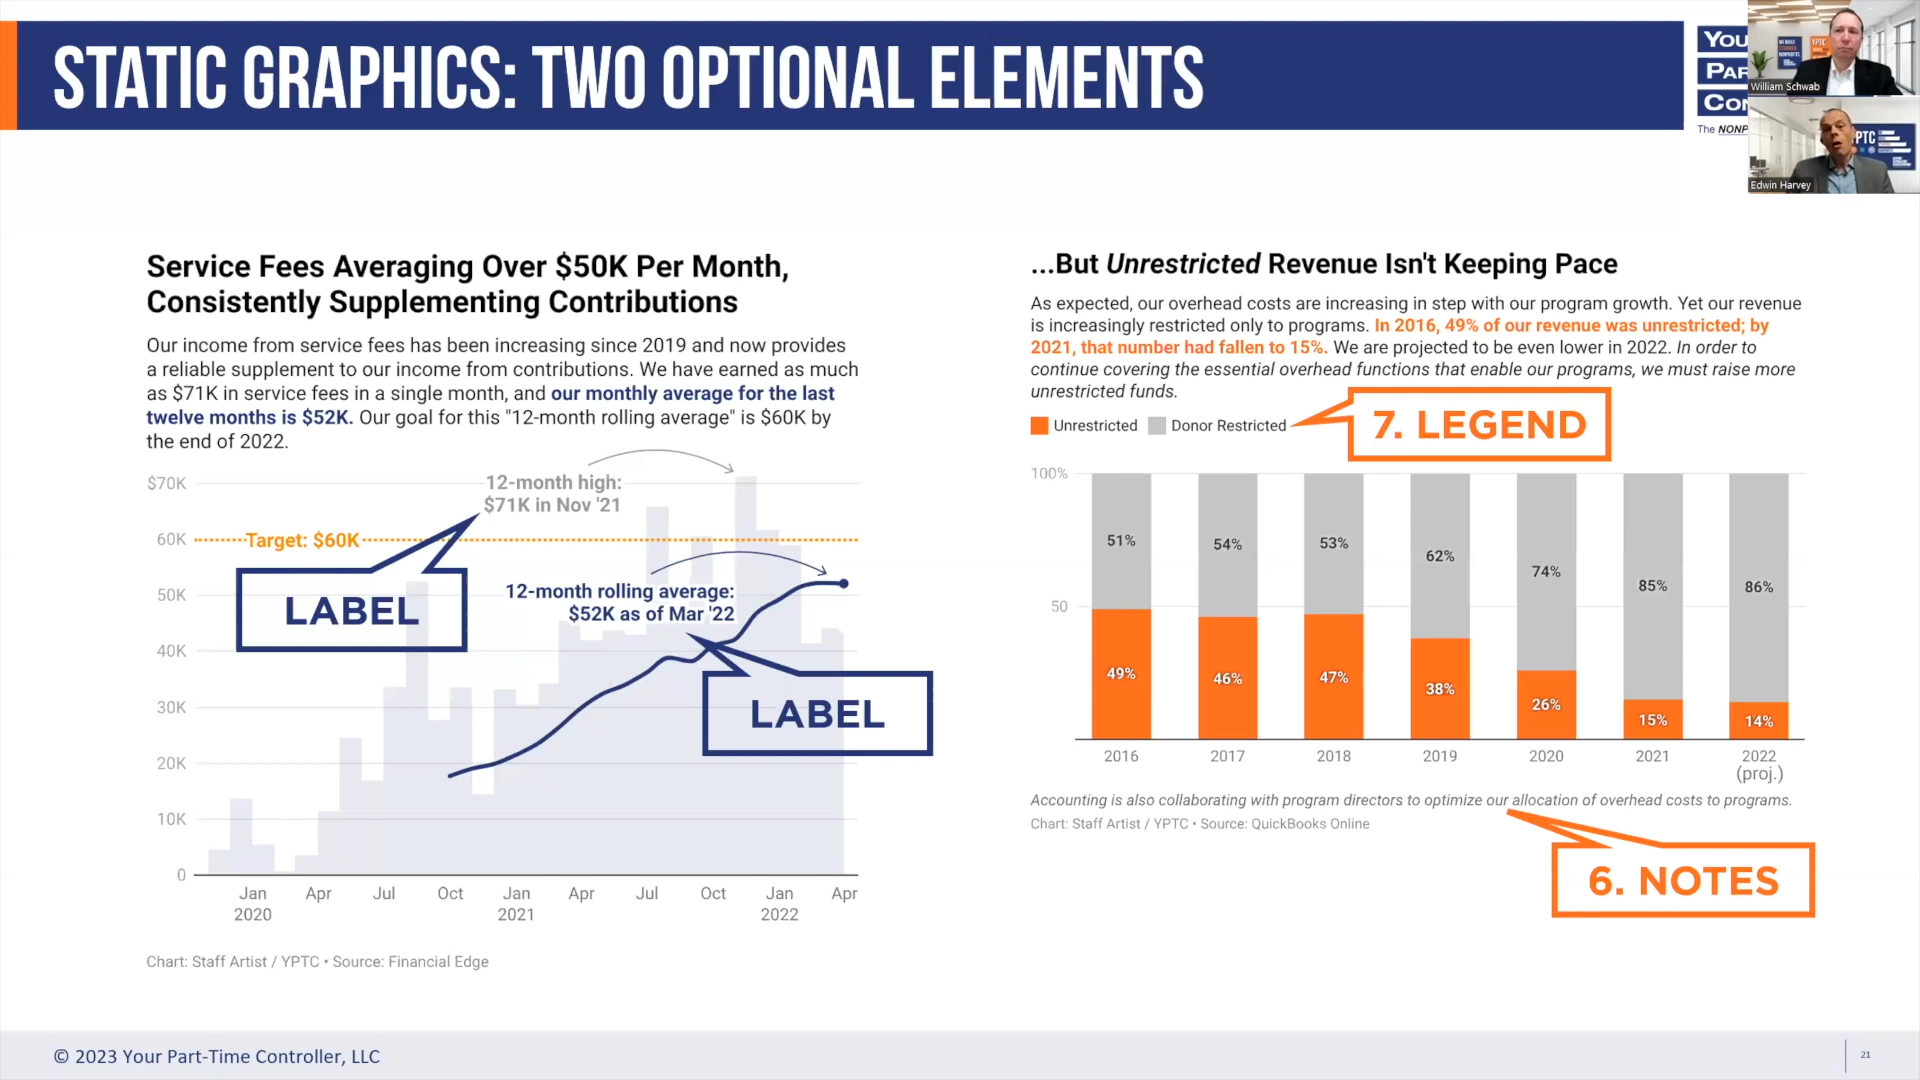 STATIC GRAPHICS: TWO OPTIONAL ELEMENTS
The NONP
William Schwab
PTC
Edwin Harvey
Service Fees Averaging Over $50K Per Month,
Consistently Supplementing Contributions
Our income from service fees has been increasing since 2019 and now provides
a reliable supplement to our income from contributions. We have earned as much
as $71K in service fees in a single month, and our monthly average for the last
twelve months is $52K. Our goal for this "12-month rolling average" is $60K by
the end of 2022.
$70K
60K
50K
40K
30K
20K
10K
0
12-month high:
$71K in Nov '21
Target: $60K
LABEL
12-month rolling average:
$52K as of Mar '22
LABEL
Jan Apr Jul Oct Jan Apr Jul Oct Jan Apr
2020 2021 2022
Chart: Staff Artist / YPTC • Source: Financial Edge
...But Unrestricted Revenue Isn't Keeping Pace
As expected, our overhead costs are increasing in step with our program growth. Yet our revenue
is increasingly restricted only to programs. In 2016, 49% of our revenue was unrestricted; by
2021, that number had fallen to 15%. We are projected to be even lower in 2022. In order to
continue covering the essential overhead functions that enable our programs, we must raise more
unrestricted funds.
Unrestricted Donor Restricted
7. LEGEND
100%
50
51% 54% 53% 62% 74% 85% 86%
49% 46% 47% 38% 26% 15% 14%
2016 2017 2018 2019 2020 2021 2022
(proj.)
Accounting is also collaborating with program directors to optimize our allocation of overhead costs to programs.
Chart: Staff Artist / YPTC • Source: QuickBooks Online
6. NOTES
© 2023 Your Part-Time Controller, LLC
21